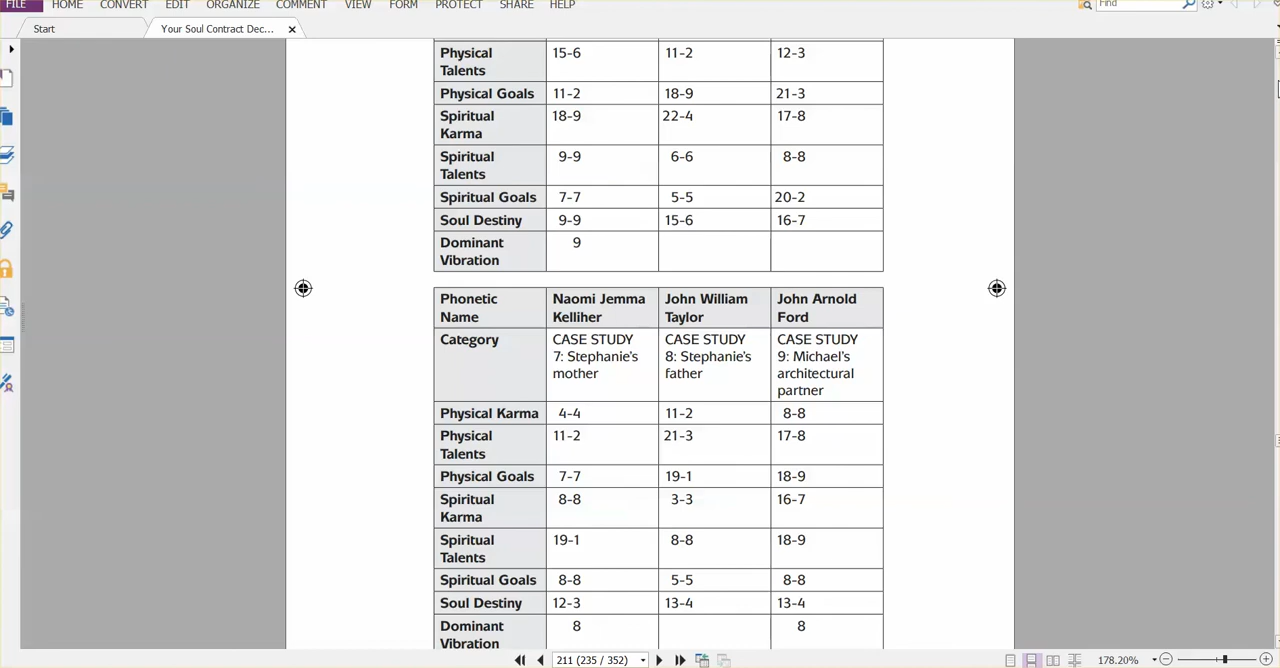 FILE HOME CONVERT EDIT ORGANIZE COMMENT VIEW FORM PROTECT SHARE HELP Find
Start Your Soul Contract Dec...
Physical Talents 15-6 11-2 12-3
Physical Goals 11-2 18-9 21-3
Spiritual Karma 18-9 22-4 17-8
Spiritual Talents 9-9 6-6 8-8
Spiritual Goals 7-7 5-5 20-2
Soul Destiny 9-9 15-6 16-7
Dominant Vibration 9
Phonetic Name Naomi Jemma Kelliher John William Taylor John Arnold Ford
Category CASE STUDY 7: Stephanie's mother CASE STUDY 8: Stephanie's father CASE STUDY 9: Michael's architectural partner
Physical Karma 4-4 11-2 8-8
Physical Talents 11-2 21-3 17-8
Physical Goals 7-7 19-1 18-9
Spiritual Karma 8-8 3-3 16-7
Spiritual Talents 19-1 8-8 18-9
Spiritual Goals 8-8 5-5 8-8
Soul Destiny 12-3 13-4 13-4
Dominant Vibration 8 8
211 (235 / 352) 178.20%